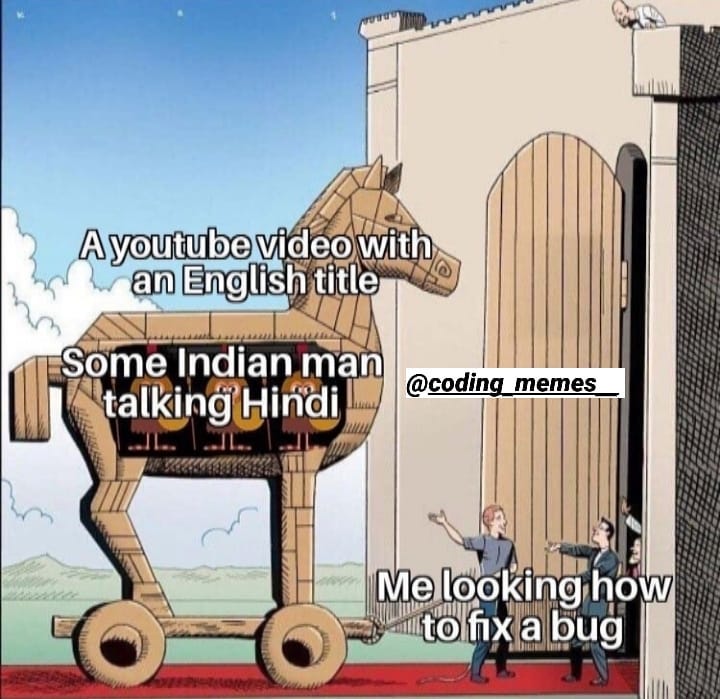 A youtube video with
an English title
Some Indian man
talking Hindi
@coding_memes__
Me looking how
to fix a bug